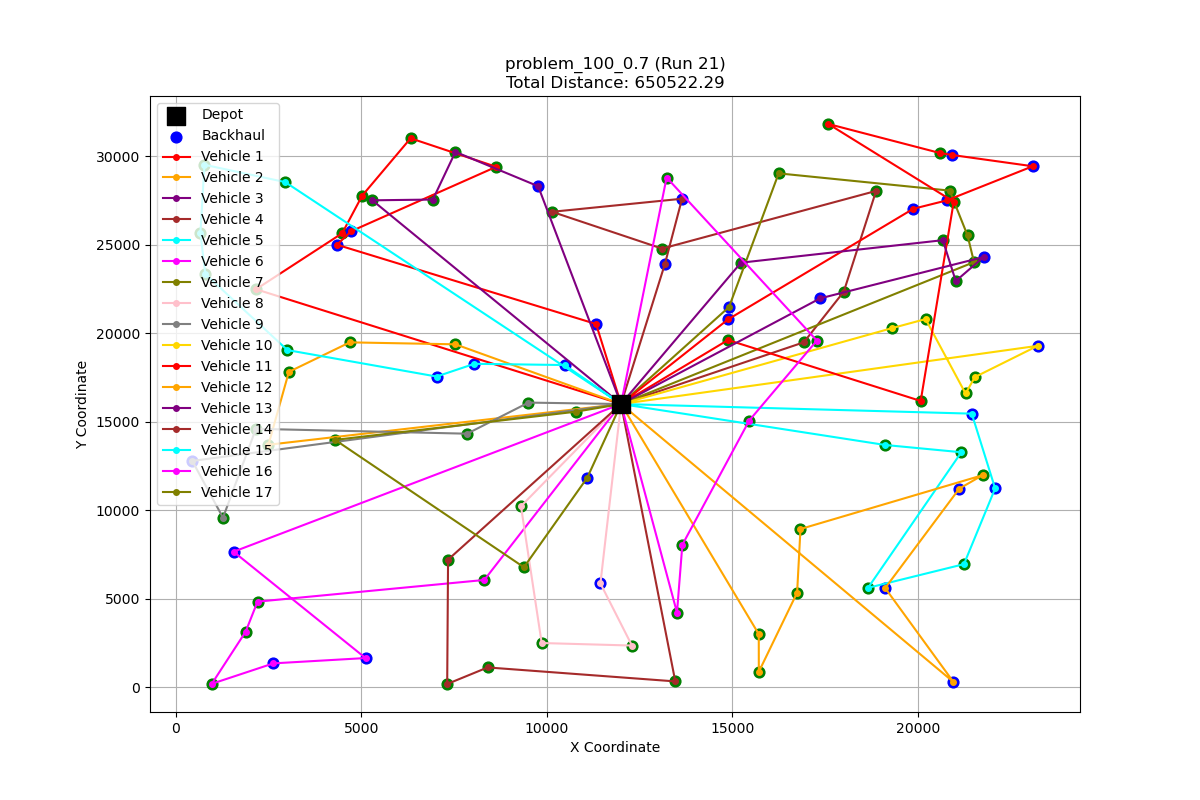 problem_100_0.7 (Run 21)
Total Distance: 650522.29
Depot
Backhaul
Vehicle 1
Vehicle 2
Vehicle 3
Vehicle 4
Vehicle 5
Vehicle 6
Vehicle 7
Vehicle 8
Vehicle 9
Vehicle 10
Vehicle 11
Vehicle 12
Vehicle 13
Vehicle 14
Vehicle 15
Vehicle 16
Vehicle 17
30000
25000
20000
15000
10000
5000
0
Y Coordinate
0 5000 10000 15000 20000
X Coordinate